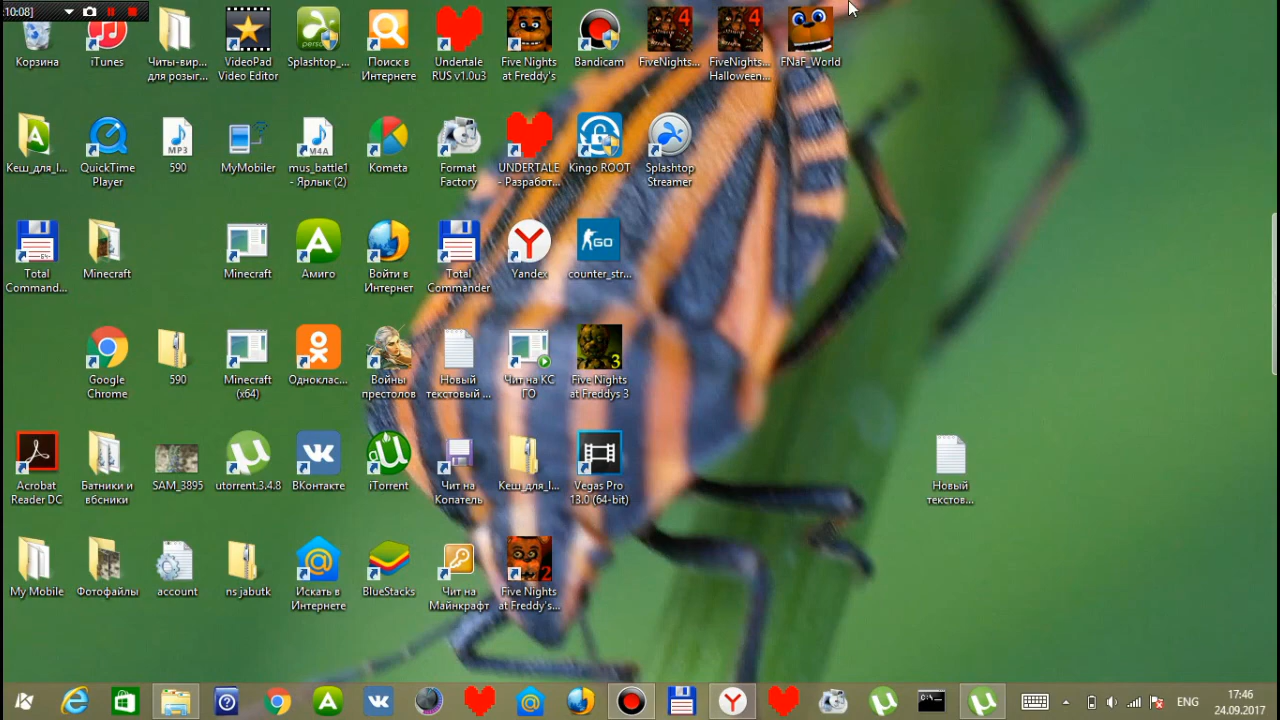 :10:08]
Корзина
iTunes
Читы-вир...
для розыг...
VideoPad
Video Editor
Splashtop_...
Поиск в
Интернете
Undertale
RUS v1.0u3
Five Nights
at Freddy's
Bandicam
FiveNights...
FiveNights...
Halloween...
FNaF_World
Кеш_для_I...
QuickTime
Player
590
MyMobiler
mus_battle1
- Ярлык (2)
Kometa
Format
Factory
UNDERTALE
- Разработ...
Kingo ROOT
Splashtop
Streamer
Total
Command...
Minecraft
Minecraft
Амиго
Войти в
Интернет
Total
Commander
Yandex
counter_str...
Google
Chrome
590
Minecraft
(x64)
Одноклас...
Войны
престолов
Новый
текстовый ...
Чит на КС
ГО
Five Nights
at Freddys 3
Acrobat
Reader DC
Батники и
вбсники
SAM_3895
utorrent.3.4.8
ВКонтакте
iTorrent
Чит на
Копатель
Кеш_для_I...
Vegas Pro
13.0 (64-bit)
Новый
текстов...
My Mobile
Фотофайлы
account
ns jabutk
Искать в
Интернете
BlueStacks
Чит на
Майнкрафт
Five Nights
at Freddy's...
ENG
17:46
24.09.2017